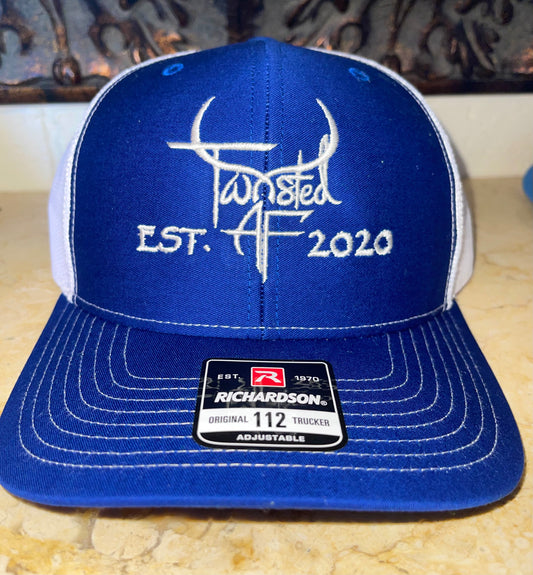 Twisted
EST. AF 2020
EST. R 1970
RICHARDSON®
ORIGINAL 112 TRUCKER
ADJUSTABLE